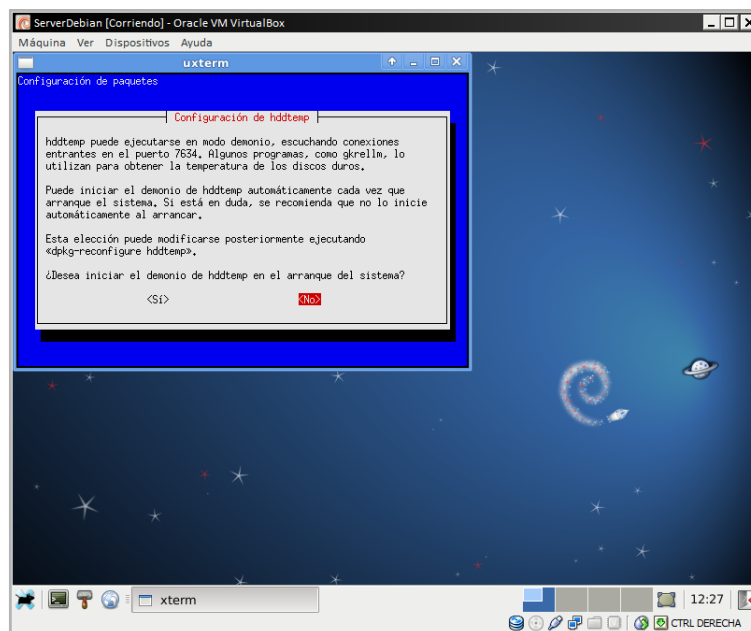 ServerDebian [Corriendo] - Oracle VM VirtualBox
Máquina Ver Dispositivos Ayuda
uxterm
Configuración de paquetes
Configuración de hddtemp
hddtemp puede ejecutarse en modo demonio, escuchando conexiones
entrantes en el puerto 7634. Algunos programas, como gkrellm, lo
utilizan para obtener la temperatura de los discos duros.
Puede iniciar el demonio de hddtemp automáticamente cada vez que
arranque el sistema. Si está en duda, se recomienda que no lo inicie
automáticamente al arrancar.
Esta elección puede modificarse posteriormente ejecutando
«dpkg-reconfigure hddtemp».
¿Desea iniciar el demonio de hddtemp en el arranque del sistema?
<Sí> <No>
xterm
12:27
CTRL DERECHA